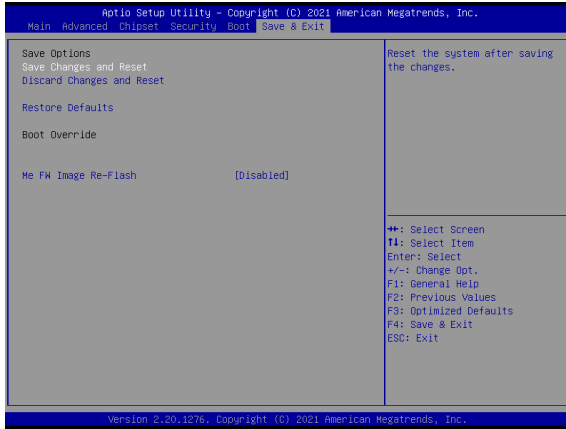 Aptio Setup Utility – Copyright (C) 2021 American Megatrends, Inc.
Main Advanced Chipset Security Boot Save & Exit
Save Options
Save Changes and Reset
Discard Changes and Reset
Restore Defaults
Boot Override
Me FW Image Re-Flash [Disabled]
Reset the system after saving
the changes.
→←: Select Screen
↑↓: Select Item
Enter: Select
+/-: Change Opt.
F1: General Help
F2: Previous Values
F3: Optimized Defaults
F4: Save & Exit
ESC: Exit
Version 2.20.1276. Copyright (C) 2021 American Megatrends, Inc.